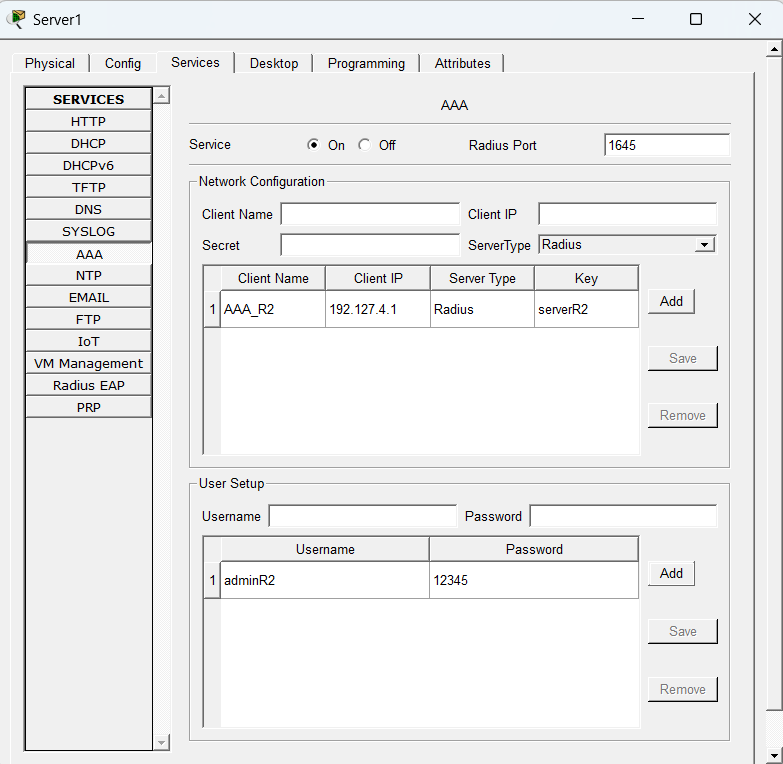 Server1
Physical Config Services Desktop Programming Attributes
SERVICES
HTTP
DHCP
DHCPv6
TFTP
DNS
SYSLOG
AAA
NTP
EMAIL
FTP
IoT
VM Management
Radius EAP
PRP
AAA
Service On Off Radius Port 1645
Network Configuration
Client Name Client IP
Secret ServerType Radius
Client Name Client IP Server Type Key
1 AAA_R2 192.127.4.1 Radius serverR2
Add
Save
Remove
User Setup
Username Password
Username Password
1 adminR2 12345
Add
Save
Remove